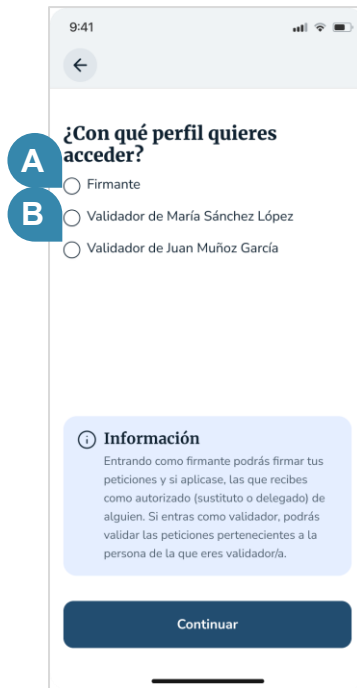 9:41
¿Con qué perfil quieres
acceder?
A
Firmante
B
Validador de María Sánchez López
Validador de Juan Muñoz García
Información
Entrando como firmante podrás firmar tus
peticiones y si aplicase, las que recibes
como autorizado (sustituto o delegado) de
alguien. Si entras como validador, podrás
validar las peticiones pertenecientes a la
persona de la que eres validador/a.
Continuar